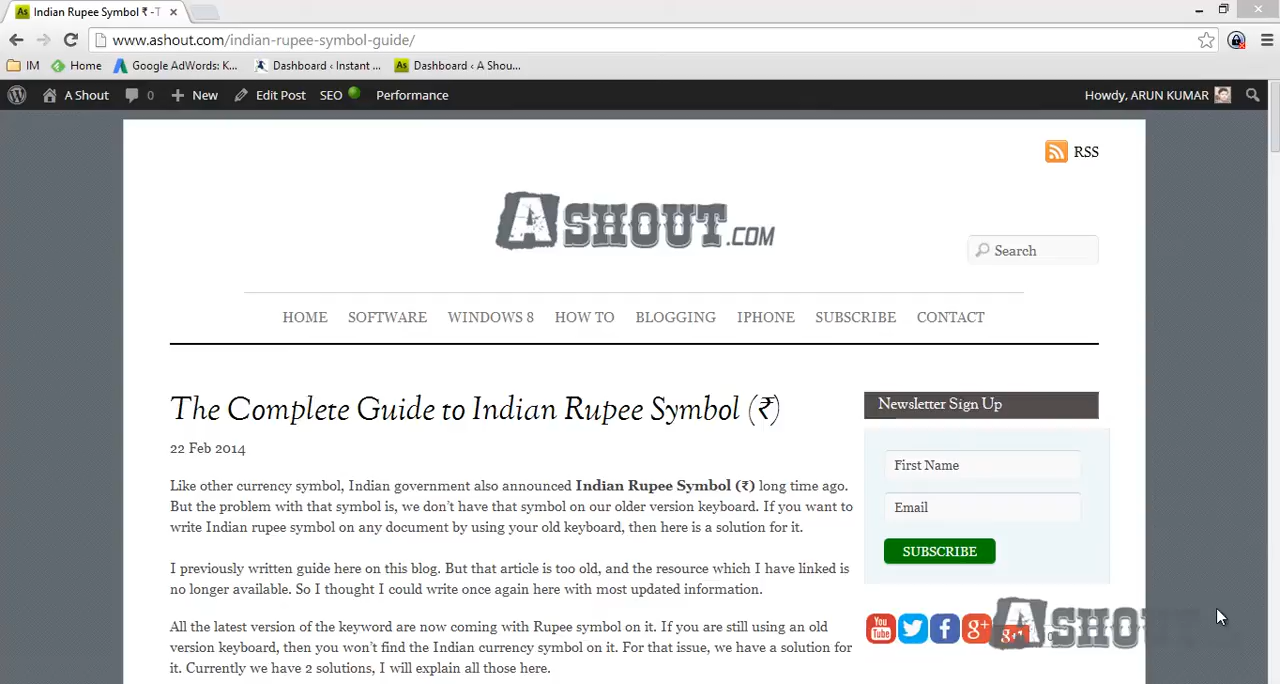 Indian Rupee Symbol ₹ - T
www.ashout.com/indian-rupee-symbol-guide/
IM
Home
Google AdWords: K...
Dashboard ‹ Instant ...
Dashboard ‹ A Shou...
A Shout
0
New
Edit Post
SEO
Performance
Howdy, ARUN KUMAR
RSS
ASHOUT.COM
Search
HOME SOFTWARE WINDOWS 8 HOW TO BLOGGING IPHONE SUBSCRIBE CONTACT
The Complete Guide to Indian Rupee Symbol (₹)
22 Feb 2014
Like other currency symbol, Indian government also announced Indian Rupee Symbol (₹) long time ago.
But the problem with that symbol is, we don't have that symbol on our older version keyboard. If you want to
write Indian rupee symbol on any document by using your old keyboard, then here is a solution for it.
I previously written guide here on this blog. But that article is too old, and the resource which I have linked is
no longer available. So I thought I could write once again here with most updated information.
All the latest version of the keyword are now coming with Rupee symbol on it. If you are still using an old
version keyboard, then you won't find the Indian currency symbol on it. For that issue, we have a solution for
it. Currently we have 2 solutions, I will explain all those here.
Newsletter Sign Up
First Name
Email
SUBSCRIBE
You Tube
g+
ASHOUT